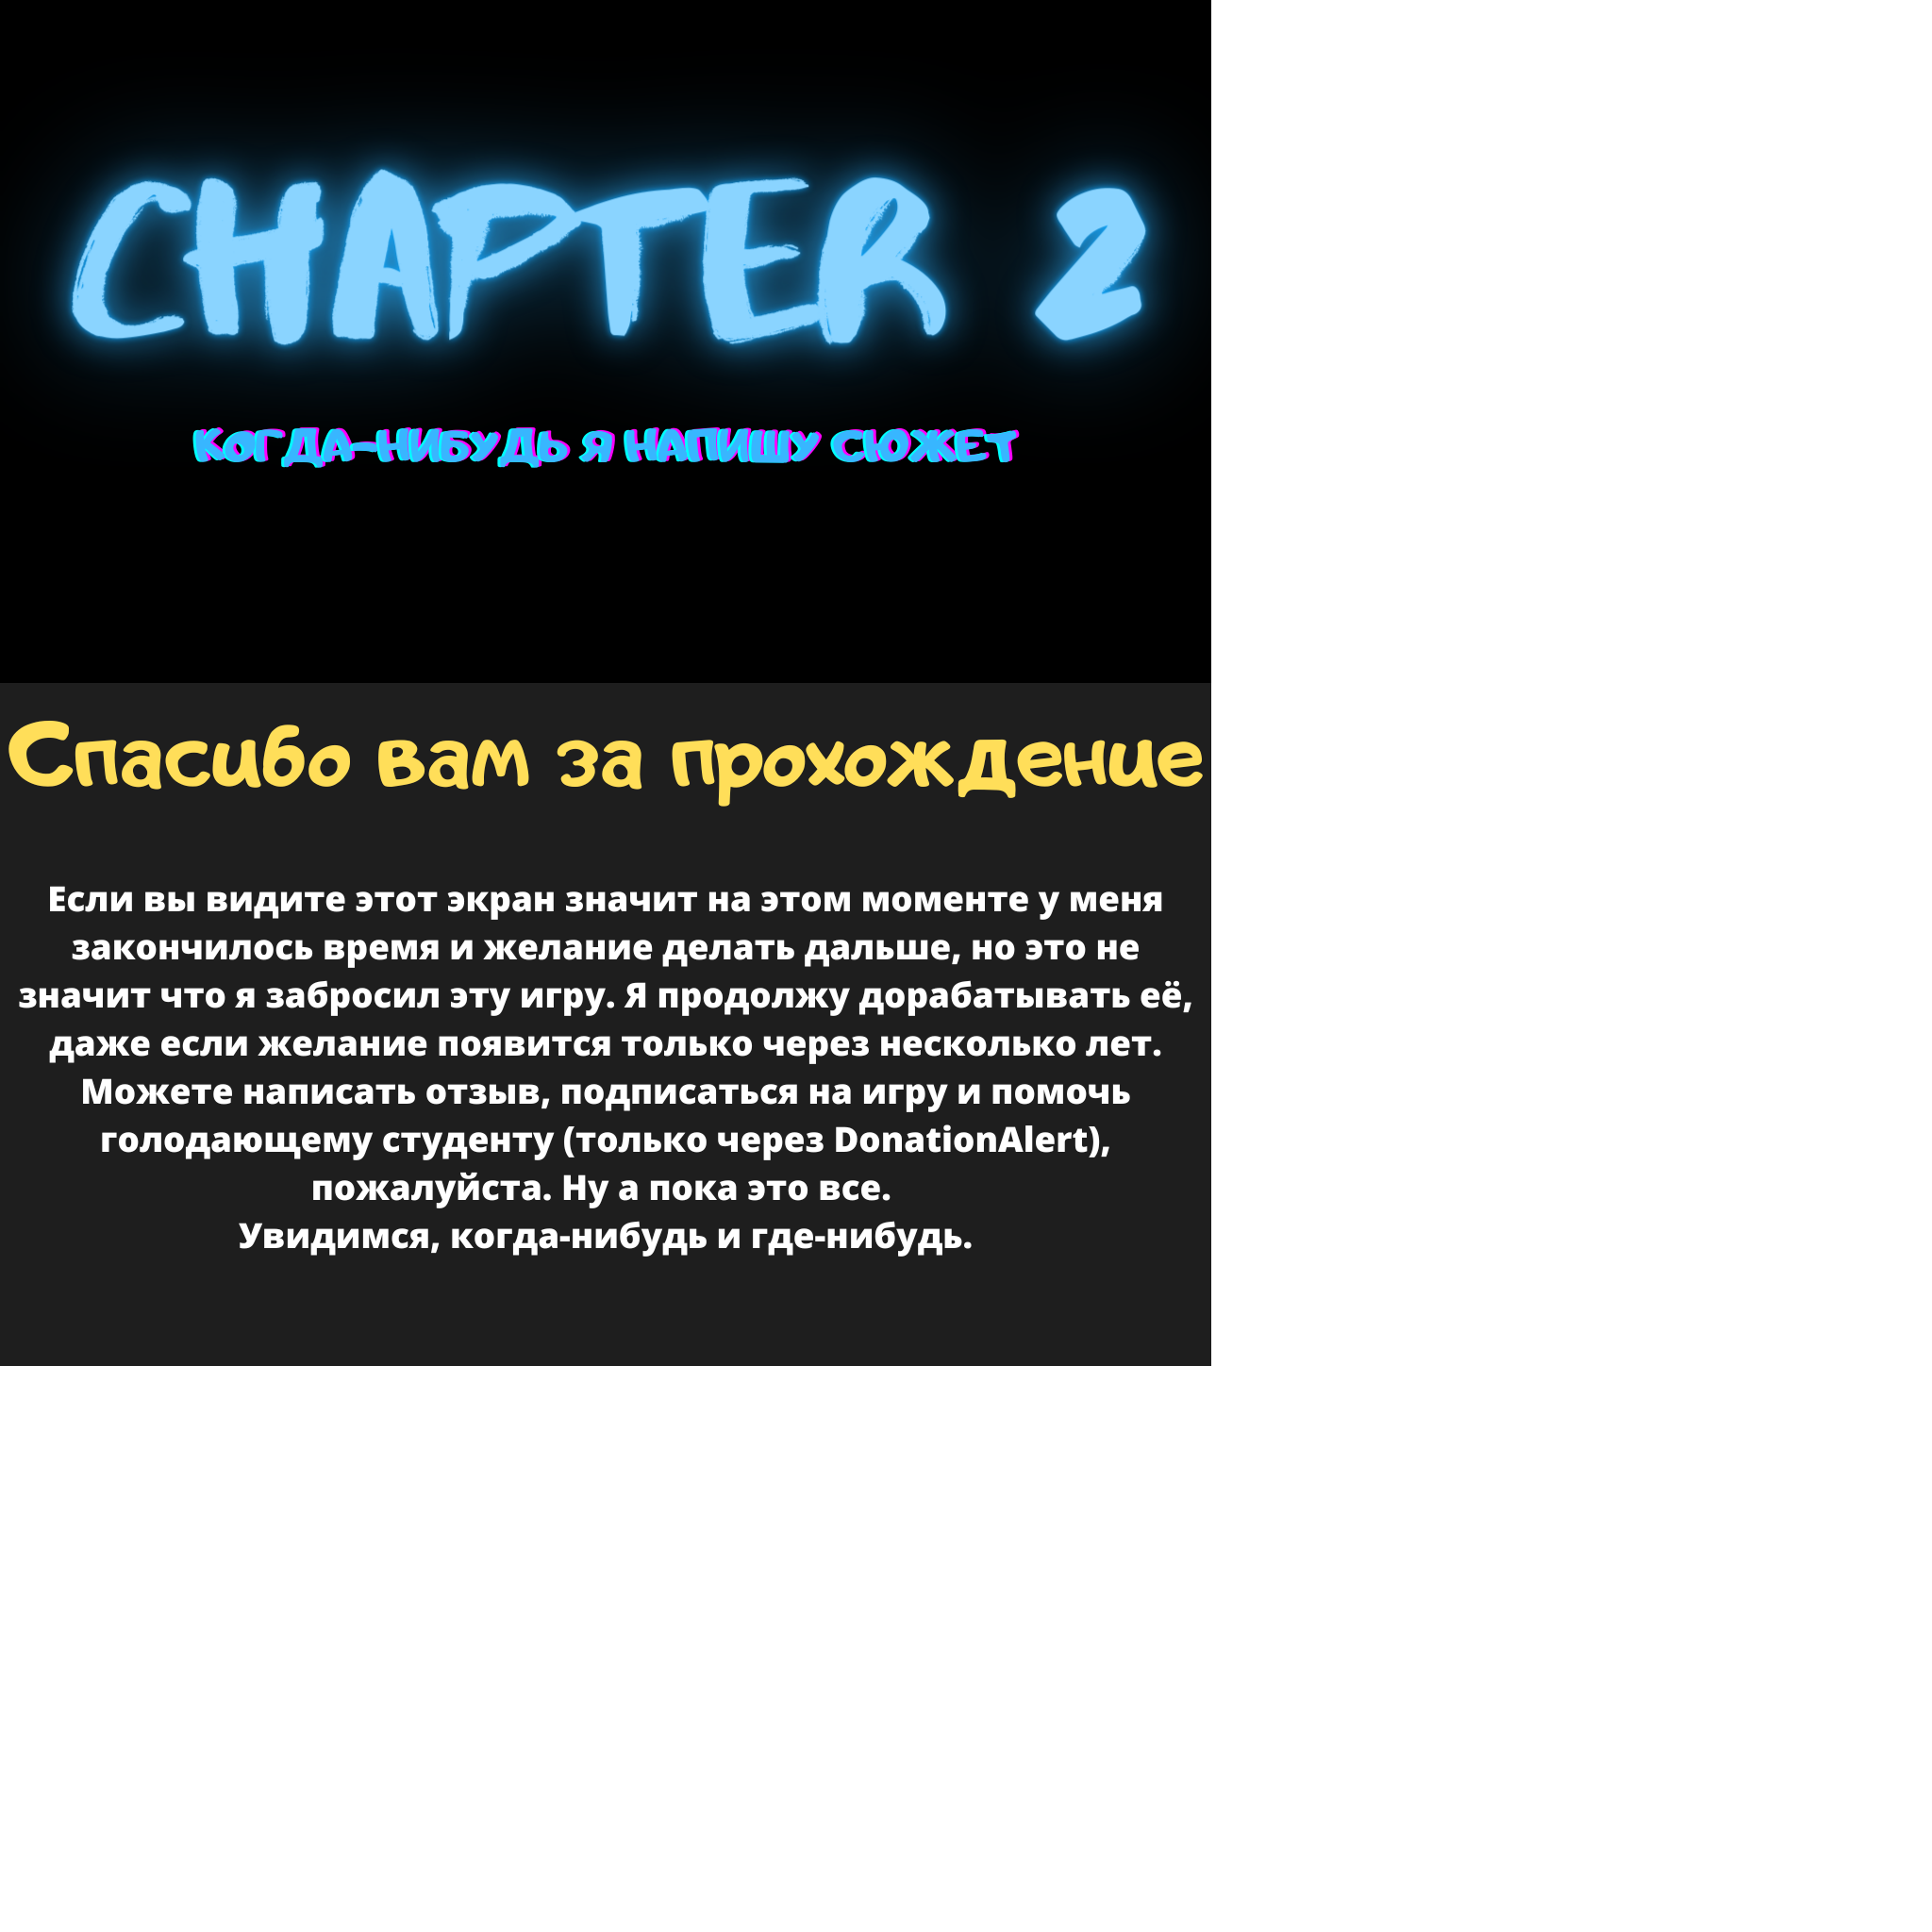 CHAPTER 2
КОГДА-НИБУДЬ Я НАПИШУ СЮЖЕТ
Спасибо вам за прохождение
Если вы видите этот экран значит на этом моменте у меня
закончилось время и желание делать дальше, но это не
значит что я забросил эту игру. Я продолжу дорабатывать её,
даже если желание появится только через несколько лет.
Можете написать отзыв, подписаться на игру и помочь
голодающему студенту (только через DonationAlert),
пожалуйста. Ну а пока это все.
Увидимся, когда-нибудь и где-нибудь.